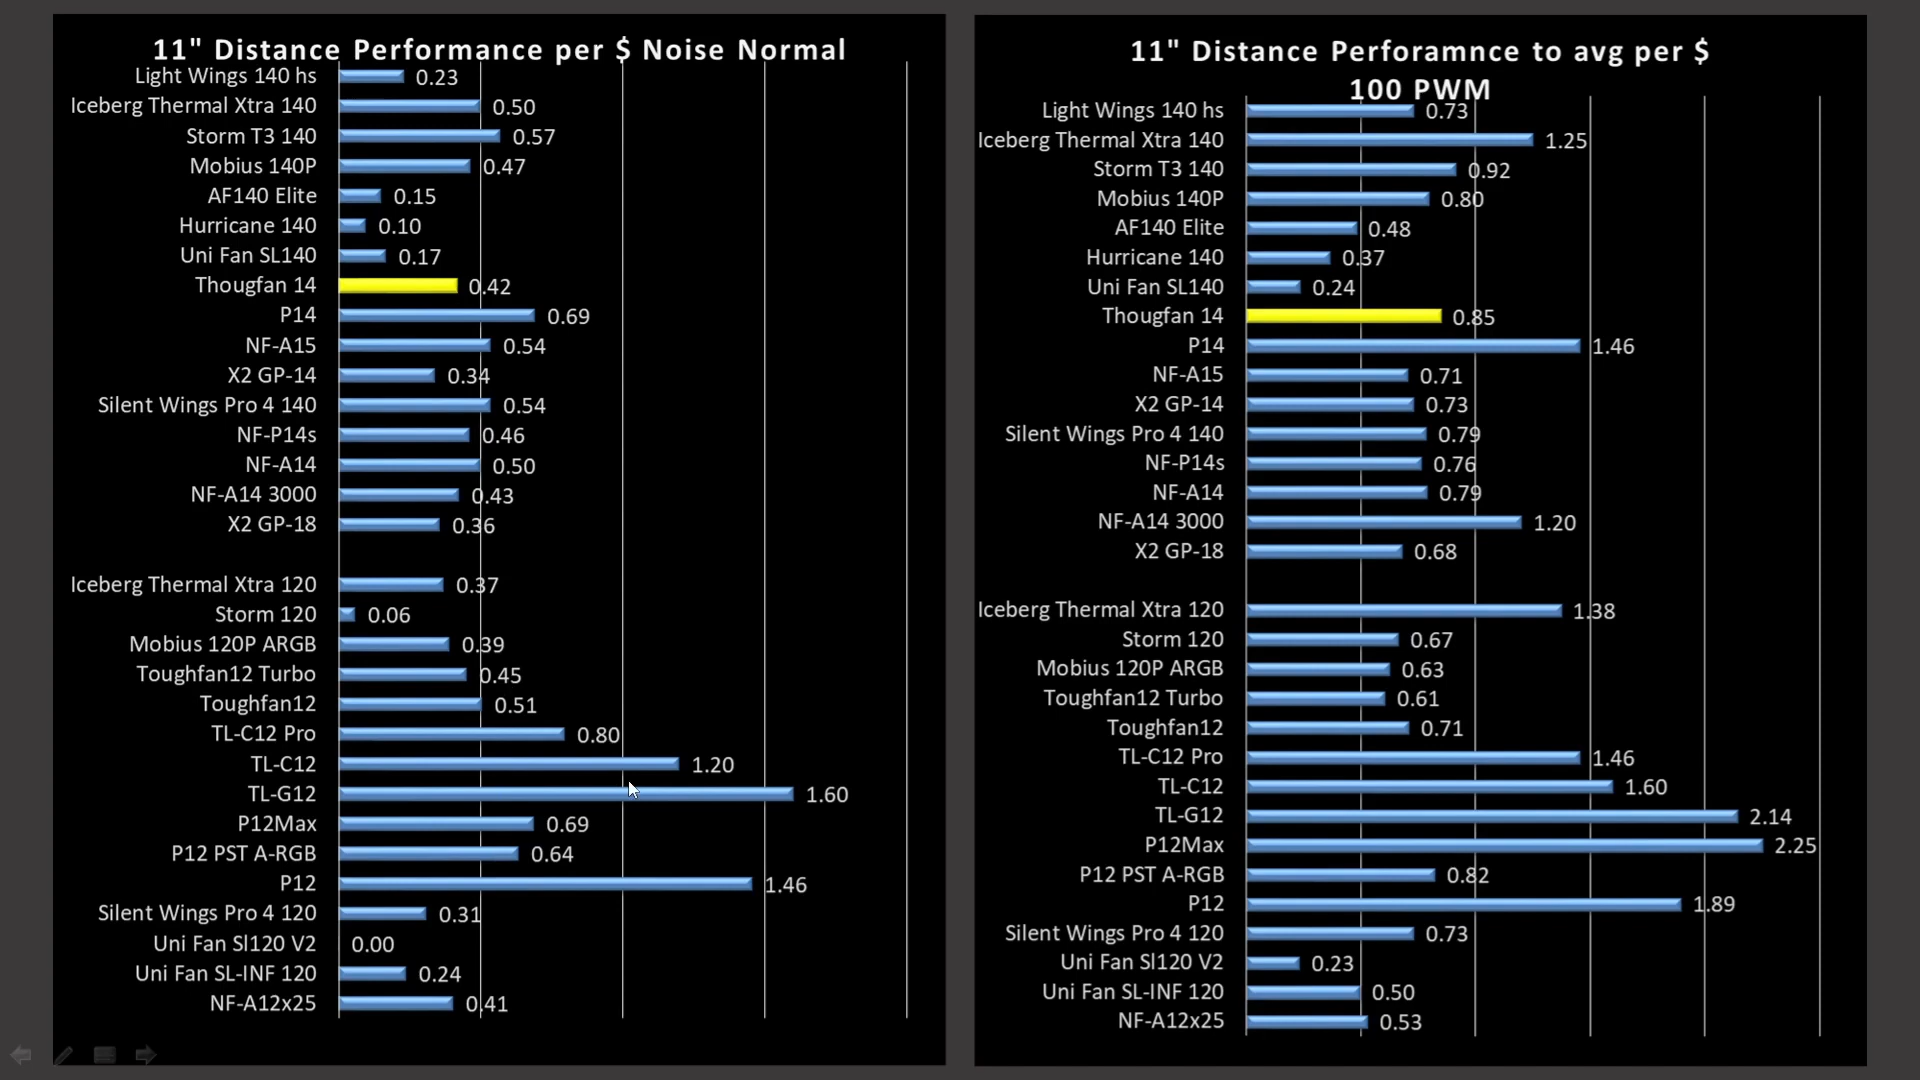 11" Distance Performance per $ Noise Normal
Light Wings 140 hs 0.23
Iceberg Thermal Xtra 140 0.50
Storm T3 140 0.57
Mobius 140P 0.47
AF140 Elite 0.15
Hurricane 140 0.10
Uni Fan SL140 0.17
Thougfan 14 0.42
P14 0.69
NF-A15 0.54
X2 GP-14 0.34
Silent Wings Pro 4 140 0.54
NF-P14s 0.46
NF-A14 0.50
NF-A14 3000 0.43
X2 GP-18 0.36
Iceberg Thermal Xtra 120 0.37
Storm 120 0.06
Mobius 120P ARGB 0.39
Toughfan12 Turbo 0.45
Toughfan12 0.51
TL-C12 Pro 0.80
TL-C12 1.20
TL-G12 1.60
P12Max 0.69
P12 PST A-RGB 0.64
P12 1.46
Silent Wings Pro 4 120 0.31
Uni Fan Sl120 V2 0.00
Uni Fan SL-INF 120 0.24
NF-A12x25 0.41
11" Distance Perforamnce to avg per $
100 PWM
Light Wings 140 hs 0.73
Iceberg Thermal Xtra 140 1.25
Storm T3 140 0.92
Mobius 140P 0.80
AF140 Elite 0.48
Hurricane 140 0.37
Uni Fan SL140 0.24
Thougfan 14 0.85
P14 1.46
NF-A15 0.71
X2 GP-14 0.73
Silent Wings Pro 4 140 0.79
NF-P14s 0.76
NF-A14 0.79
NF-A14 3000 1.20
X2 GP-18 0.68
Iceberg Thermal Xtra 120 1.38
Storm 120 0.67
Mobius 120P ARGB 0.63
Toughfan12 Turbo 0.61
Toughfan12 0.71
TL-C12 Pro 1.46
TL-C12 1.60
TL-G12 2.14
P12Max 2.25
P12 PST A-RGB 0.82
P12 1.89
Silent Wings Pro 4 120 0.73
Uni Fan Sl120 V2 0.23
Uni Fan SL-INF 120 0.50
NF-A12x25 0.53